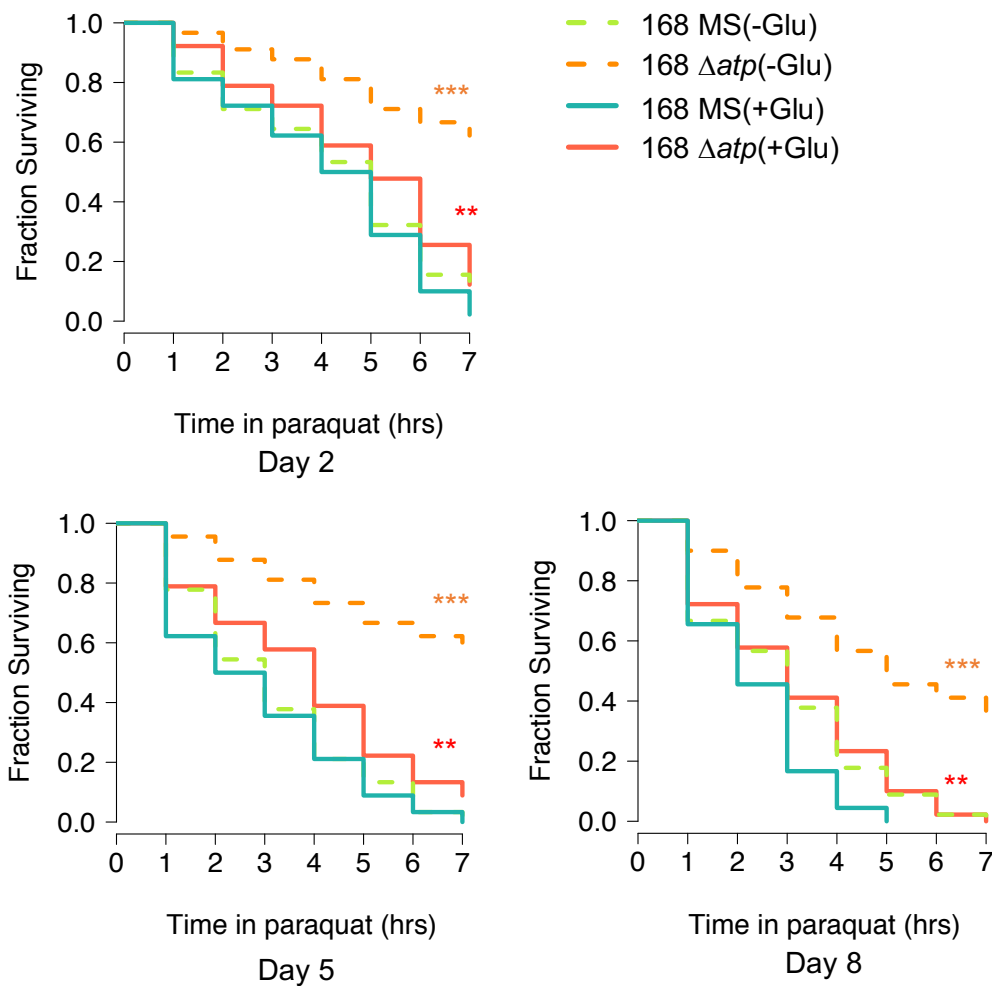 1.0
0.8
0.6
0.4
0.2
0.0
Fraction Surviving
***
**
0 1 2 3 4 5 6 7
Time in paraquat (hrs)
Day 2
168 MS(-Glu)
168 Δatp(-Glu)
168 MS(+Glu)
168 Δatp(+Glu)
1.0
0.8
0.6
0.4
0.2
0.0
Fraction Surviving
***
**
0 1 2 3 4 5 6 7
Time in paraquat (hrs)
Day 5
1.0
0.8
0.6
0.4
0.2
0.0
Fraction Surviving
***
**
0 1 2 3 4 5 6 7
Time in paraquat (hrs)
Day 8